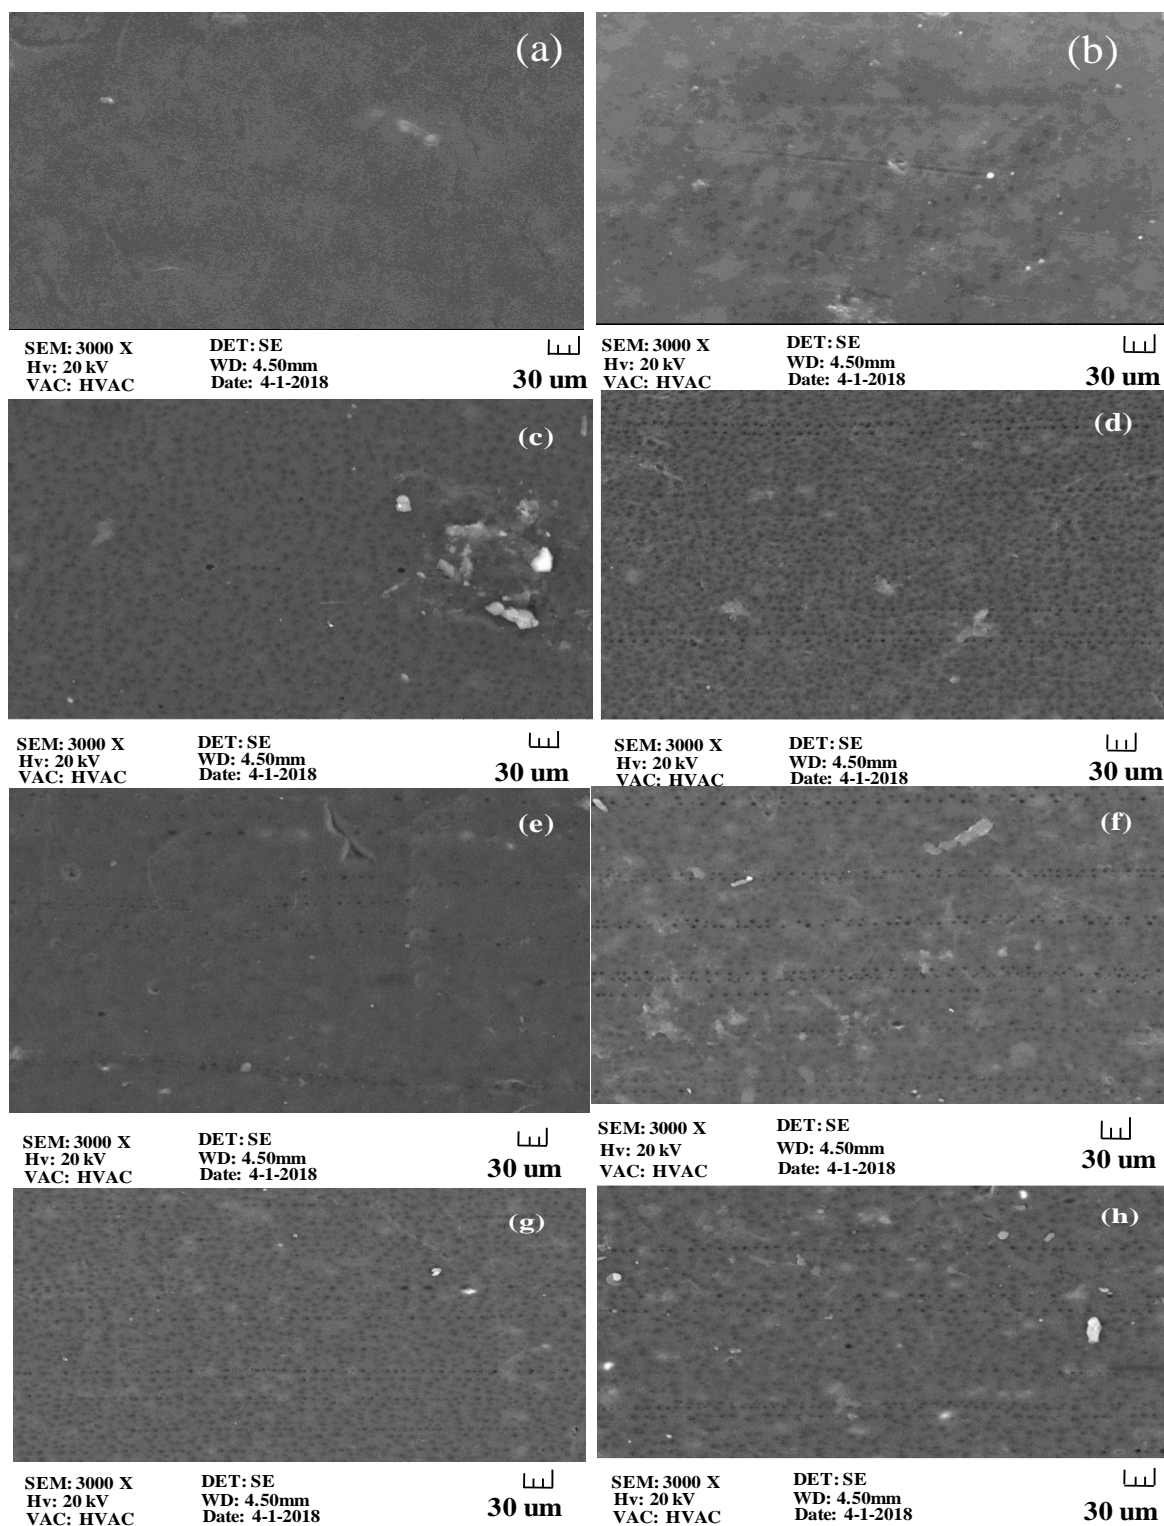 (a)
SEM: 3000 X DET: SE
Hv: 20 kV WD: 4.50mm
VAC: HVAC Date: 4-1-2018 30 um
(b)
SEM: 3000 X DET: SE
Hv: 20 kV WD: 4.50mm
VAC: HVAC Date: 4-1-2018 30 um
(c)
SEM: 3000 X DET: SE
Hv: 20 kV WD: 4.50mm
VAC: HVAC Date: 4-1-2018 30 um
(d)
SEM: 3000 X DET: SE
Hv: 20 kV WD: 4.50mm
VAC: HVAC Date: 4-1-2018 30 um
(e)
SEM: 3000 X DET: SE
Hv: 20 kV WD: 4.50mm
VAC: HVAC Date: 4-1-2018 30 um
(f)
SEM: 3000 X DET: SE
Hv: 20 kV WD: 4.50mm
VAC: HVAC Date: 4-1-2018 30 um
(g)
SEM: 3000 X DET: SE
Hv: 20 kV WD: 4.50mm
VAC: HVAC Date: 4-1-2018 30 um
(h)
SEM: 3000 X DET: SE
Hv: 20 kV WD: 4.50mm
VAC: HVAC Date: 4-1-2018 30 um